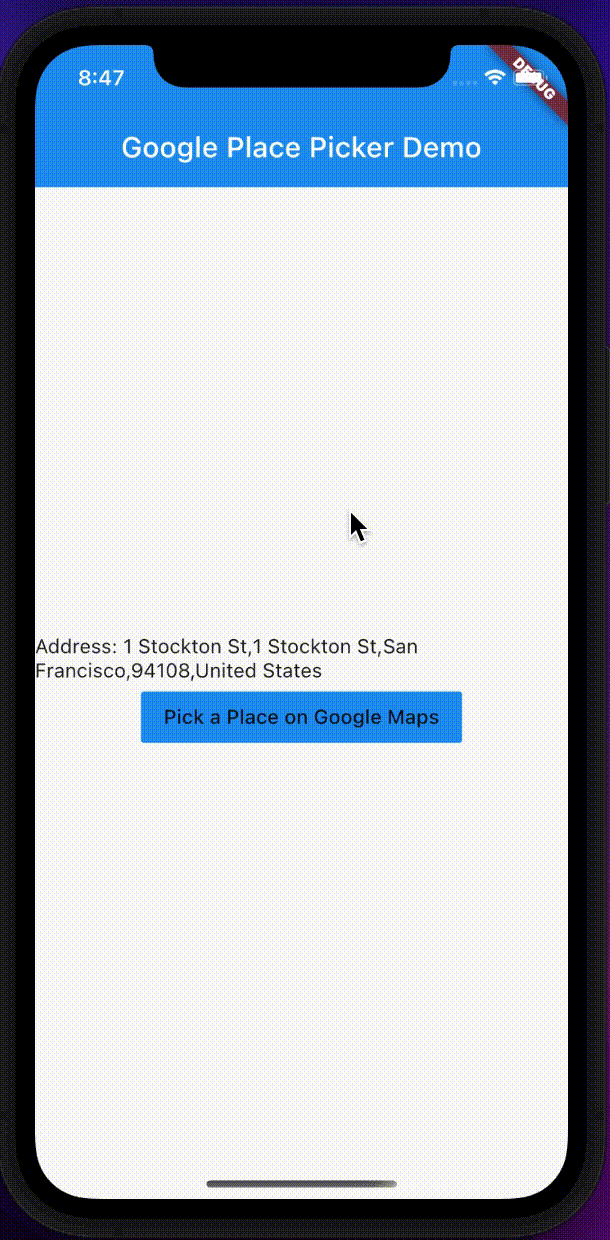 8:47
DEBUG
Google Place Picker Demo
Address: 1 Stockton St,1 Stockton St,San
Francisco,94108,United States
Pick a Place on Google Maps